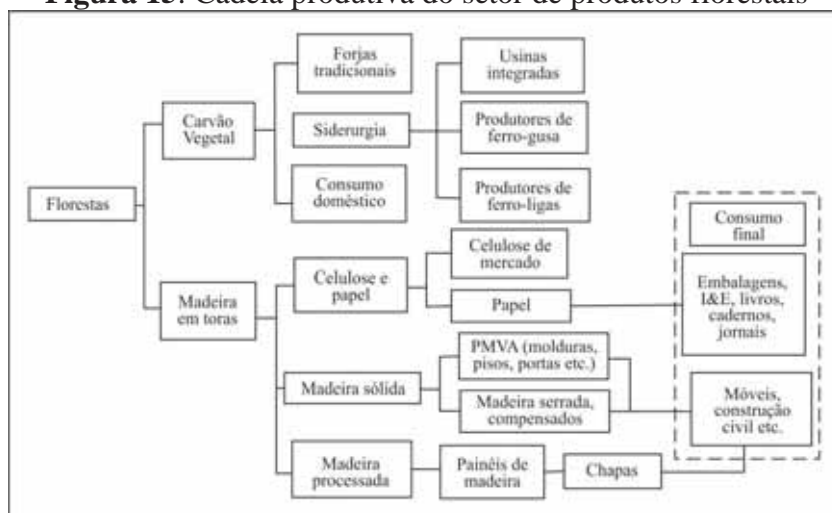 Figura 15: Cadeia produtiva do setor de produtos florestais
Forjas
tradicionais
Usinas
integradas
Carvão
Vegetal
Siderurgia
Produtores de
ferro-gusa
Consumo
doméstico
Produtores de
ferro-ligas
Florestas
Consumo
final
Celulose de
mercado
Celulose e
papel
Embalagens,
I&E, livros,
cadernos,
jornais
Madeira
em toras
Papel
PMVA (molduras,
pisos, portas etc.)
Madeira sólida
Madeira serrada,
compensados
Móveis,
construção
civil etc.
Madeira
processada
Painéis de
madeira
Chapas